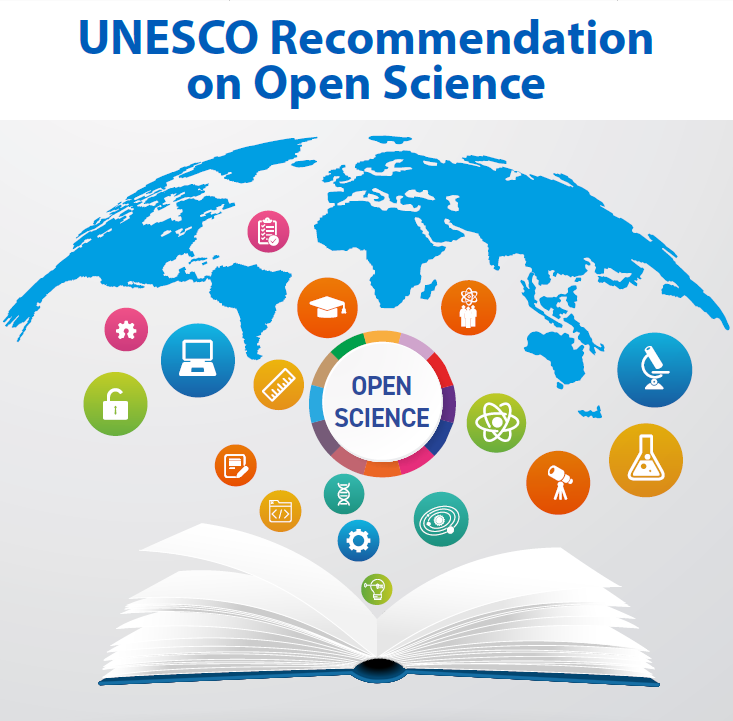 UNESCO Recommendation
on Open Science
OPEN
SCIENCE